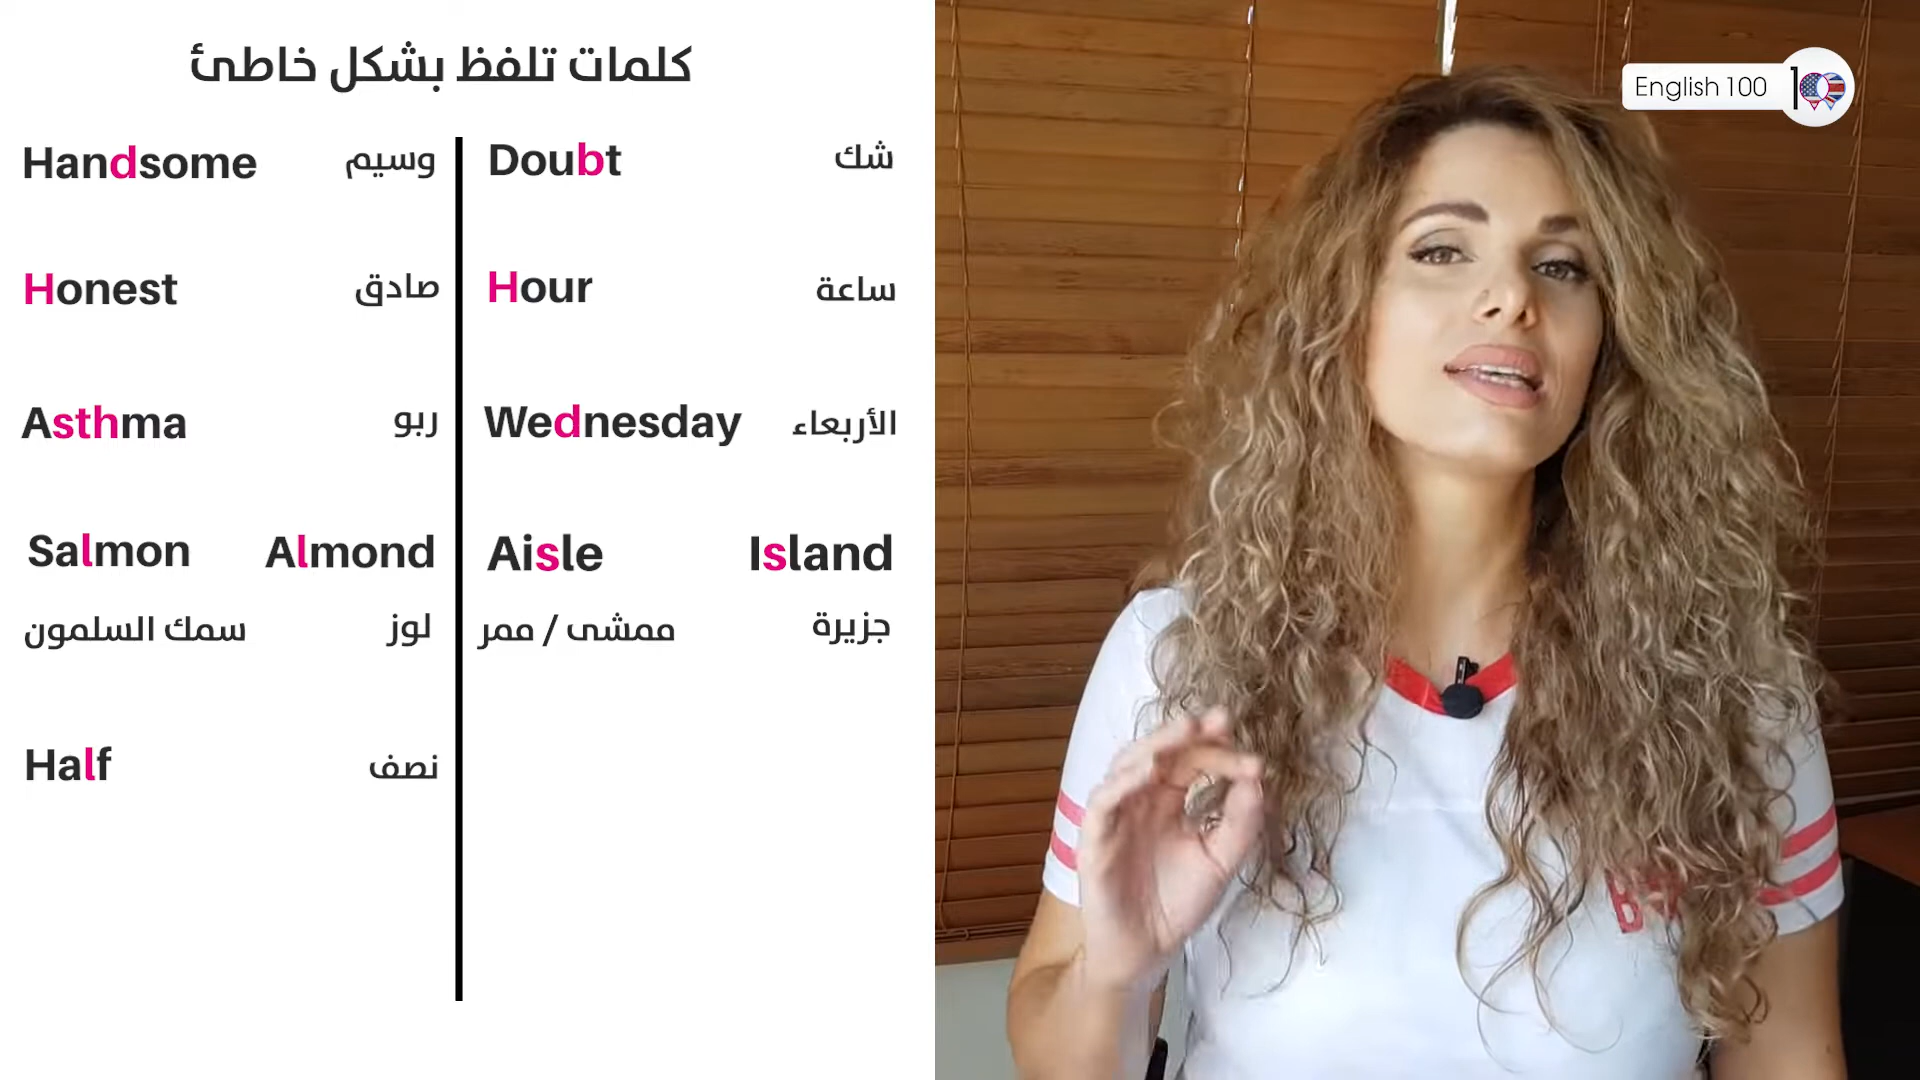 كلمات تلفظ بشكل خاطئ
Handsome وسيم
Honest صادق
Asthma ربو
Salmon Almond
سمك السلمون لوز
Half نصف
Doubt شك
Hour ساعة
Wednesday الأربعاء
Aisle Island
ممشى / ممر جزيرة
English 100